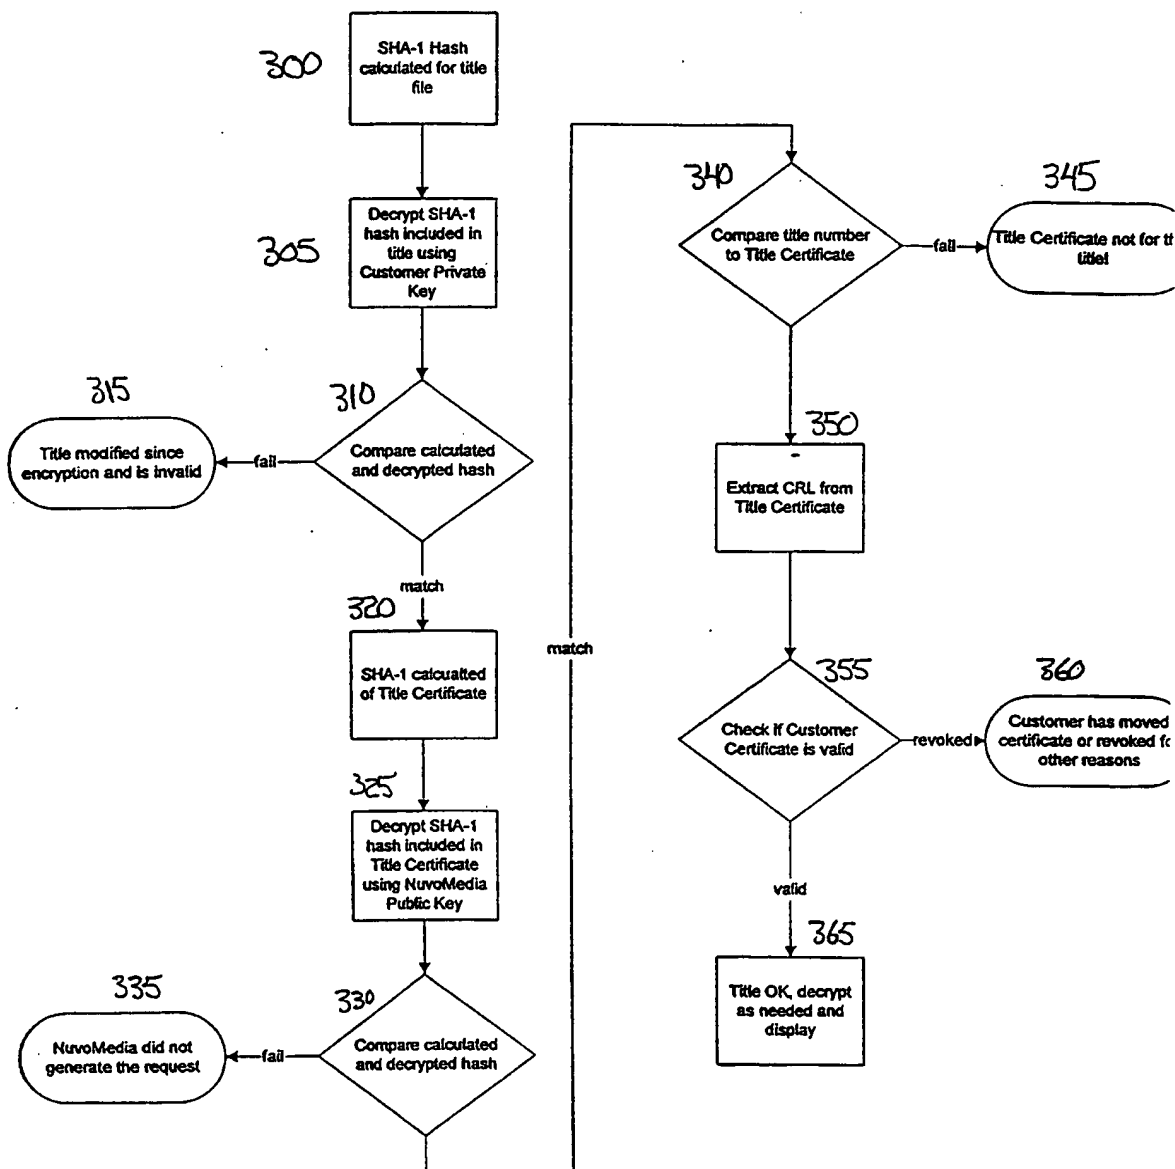 300
SHA-1 Hash
calculated for title
file
305
Decrypt SHA-1
hash included in
title using
Customer Private
Key
310
Compare calculated
and decrypted hash
fail
315
Title modified since
encryption and is invalid
match
320
SHA-1 calcualted
of Title Certificate
325
Decrypt SHA-1
hash included in
Title Certificate
using NuvoMedia
Public Key
330
Compare calculated
and decrypted hash
fail
335
NuvoMedia did not
generate the request
match
340
Compare title number
to Title Certificate
fail
345
Title Certificate not for th
title!
350
Extract CRL from
Title Certificate
355
Check if Customer
Certificate is valid
revoked
360
Customer has moved
certificate or revoked fo
other reasons
valid
365
Title OK, decrypt
as needed and
display